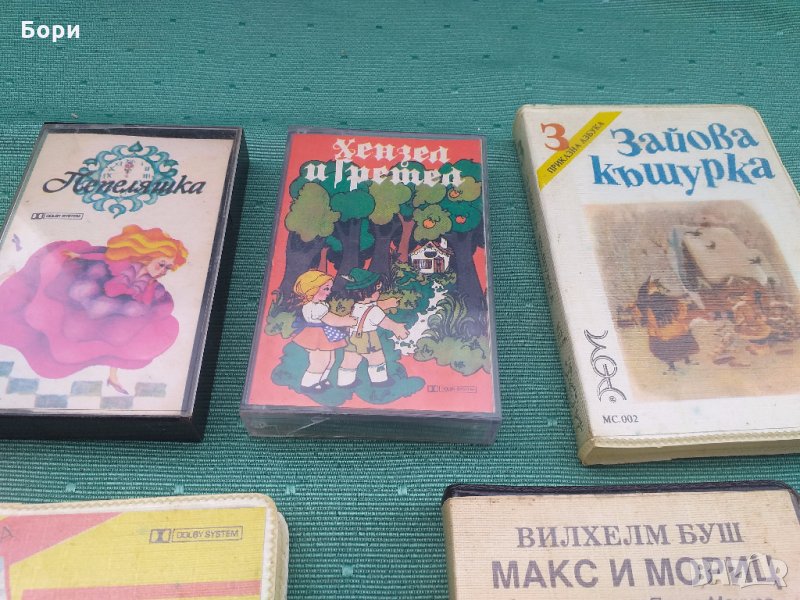 Бори
Пепеляшка
DOLBY SYSTEM
Хензел
и Гретел
DOLBY SYSTEM
3
ПРИКАЗНА АЗБУКА
Зайова
къщурка
МС.002
DOLBY SYSTEM
ВИЛХЕЛМ БУШ
МАКС И МОРИЦ